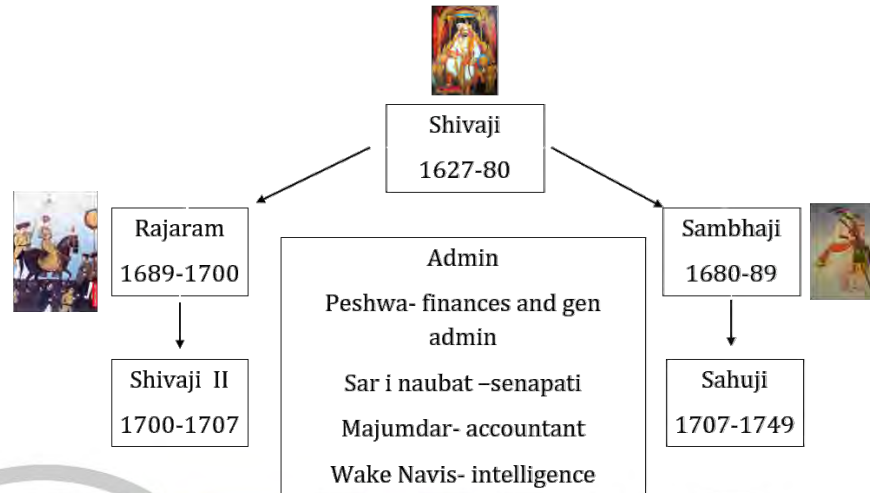 Shivaji
1627-80
Rajaram
1689-1700
Sambhaji
1680-89
Admin
Peshwa- finances and gen
admin
Sar i naubat –senapati
Majumdar- accountant
Wake Navis- intelligence
Shivaji II
1700-1707
Sahuji
1707-1749